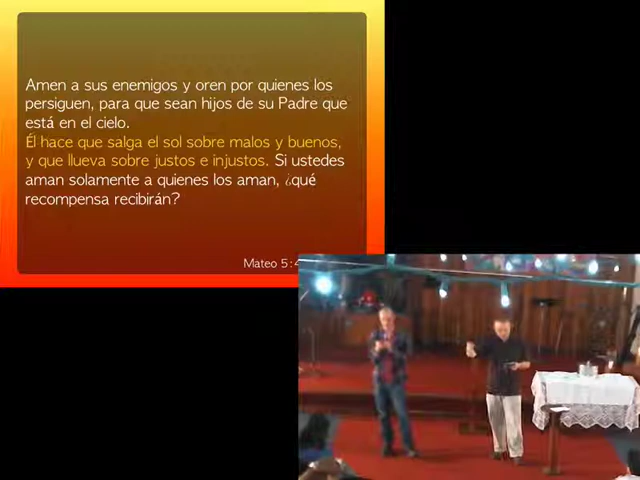 Amen a sus enemigos y oren por quienes los
persiguen, para que sean hijos de su Padre que
está en el cielo.
Él hace que salga el sol sobre malos y buenos,
y que llueva sobre justos e injustos. Si ustedes
aman solamente a quienes los aman, ¿qué
recompensa recibirán?
Mateo 5:4